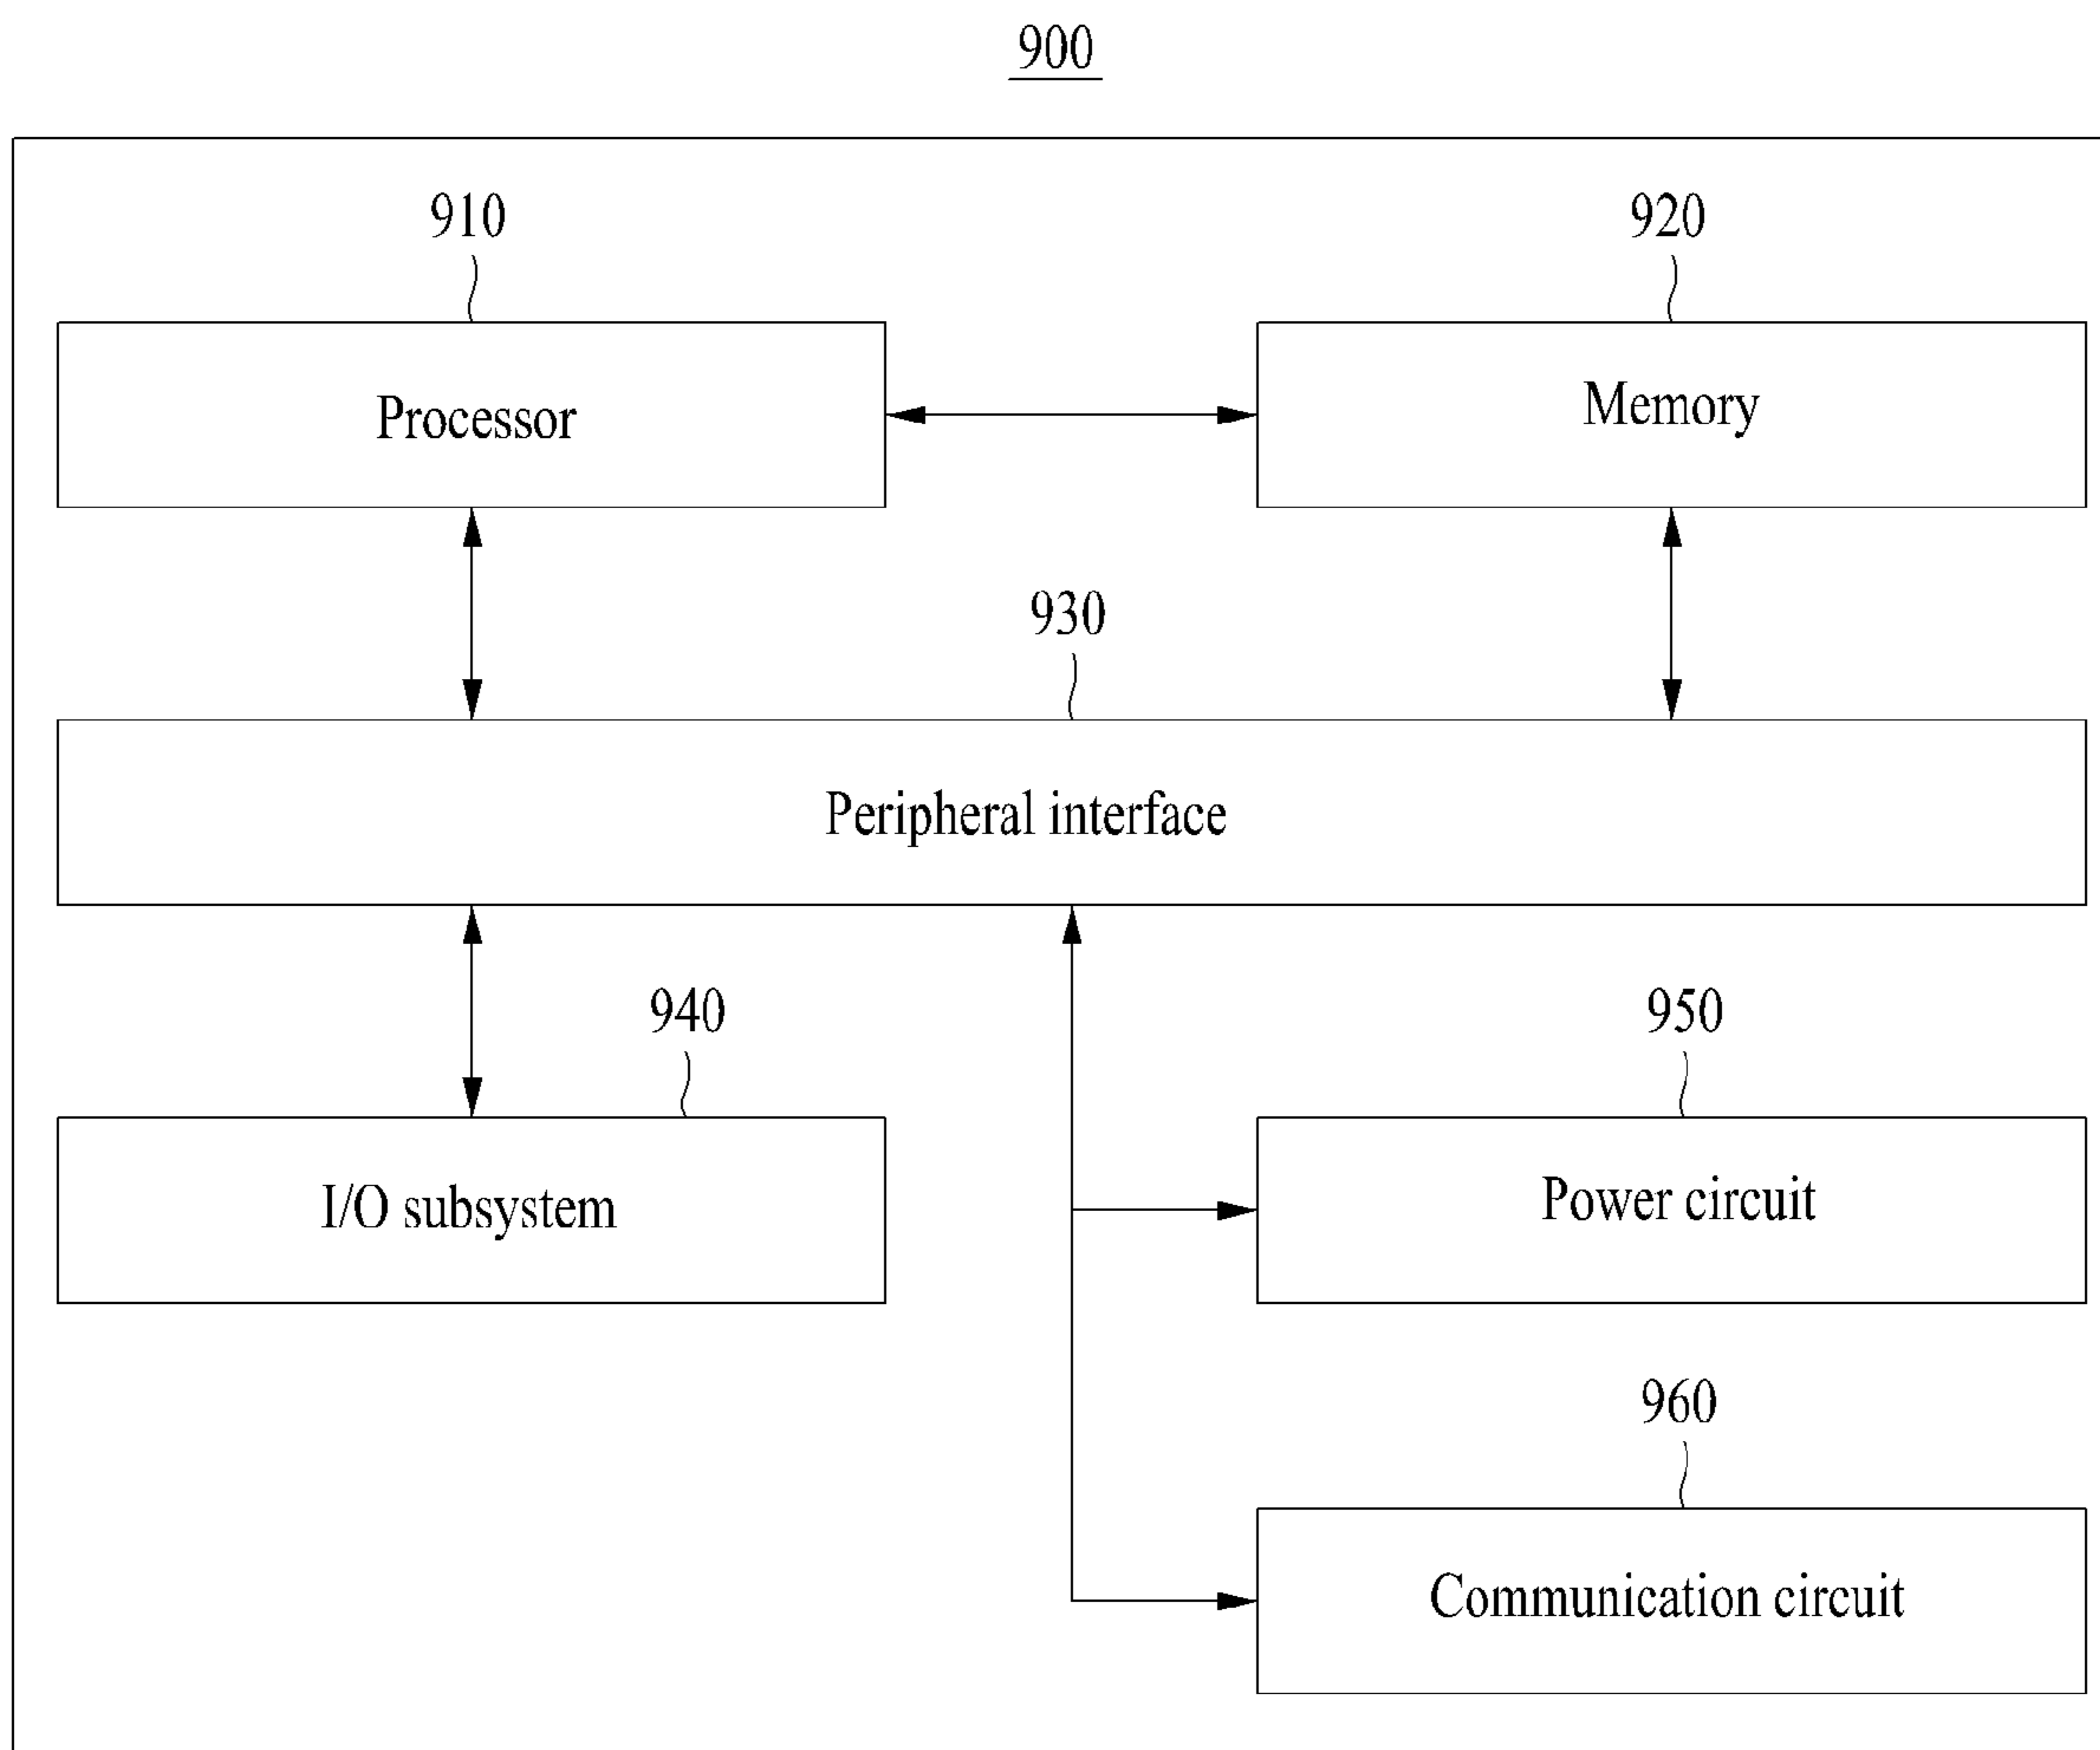 900
910
920
Processor
Memory
930
Peripheral interface
940
950
I/O subsystem
Power circuit
960
Communication circuit